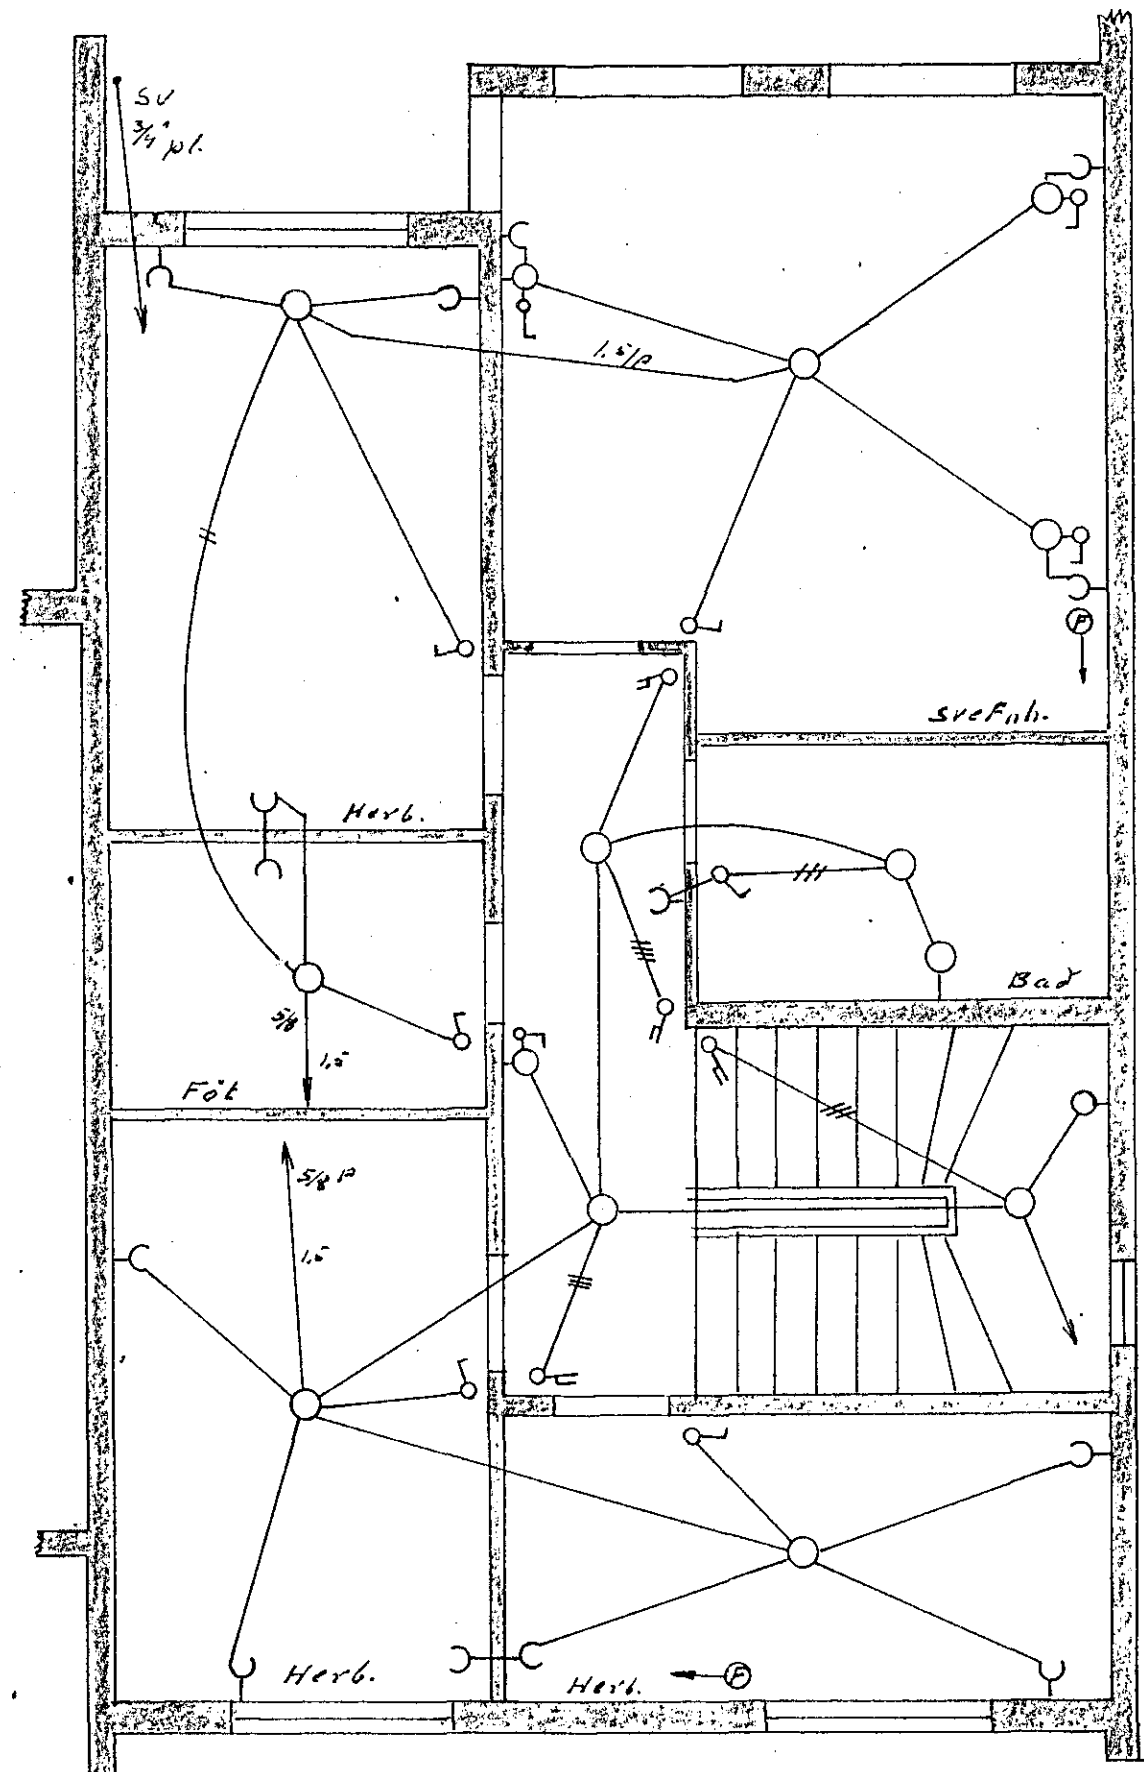 SV
3/4" pl.
1.5/p
Svefnh.
Herb.
Bað
5/8
1,5
Föt
5/8 p
1,5
Herb.
Herb.
F
F